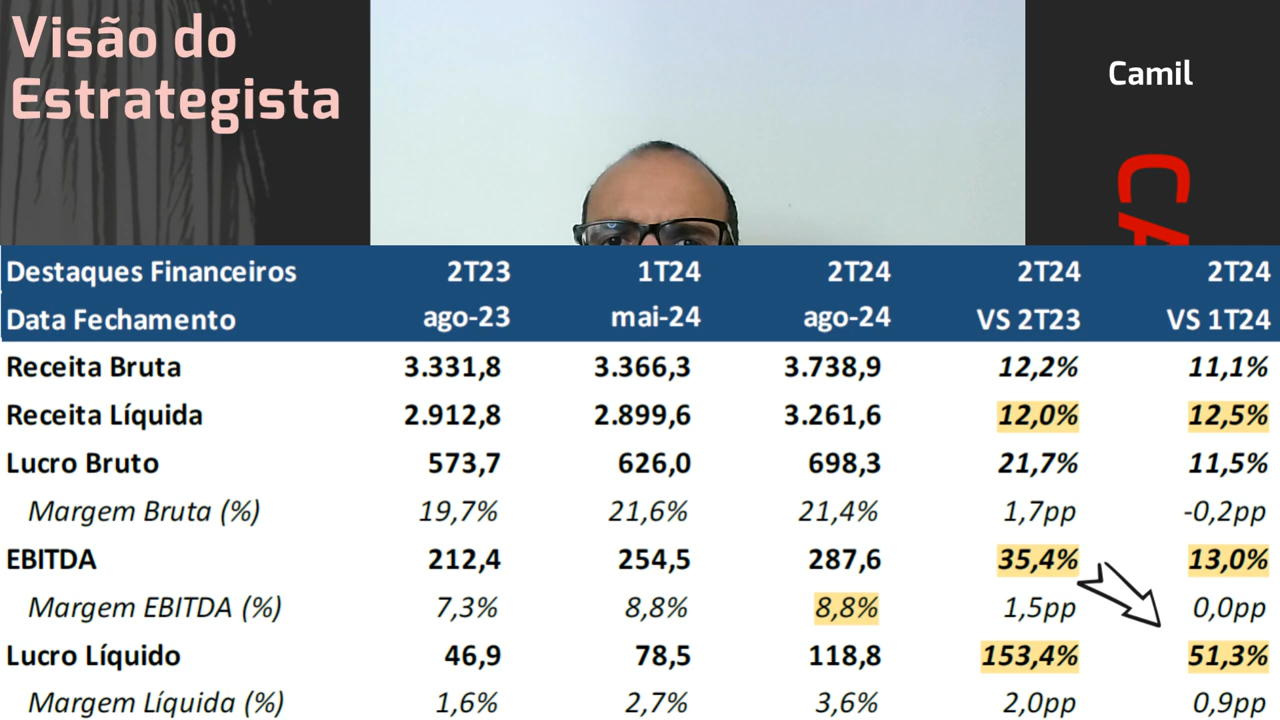 Visão do
Estrategista
Camil
CA
Destaques Financeiros 2T23 1T24 2T24 2T24 2T24
Data Fechamento ago-23 mai-24 ago-24 VS 2T23 VS 1T24
Receita Bruta 3.331,8 3.366,3 3.738,9 12,2% 11,1%
Receita Líquida 2.912,8 2.899,6 3.261,6 12,0% 12,5%
Lucro Bruto 573,7 626,0 698,3 21,7% 11,5%
Margem Bruta (%) 19,7% 21,6% 21,4% 1,7pp -0,2pp
EBITDA 212,4 254,5 287,6 35,4% 13,0%
Margem EBITDA (%) 7,3% 8,8% 8,8% 1,5pp 0,0pp
Lucro Líquido 46,9 78,5 118,8 153,4% 51,3%
Margem Líquida (%) 1,6% 2,7% 3,6% 2,0pp 0,9pp